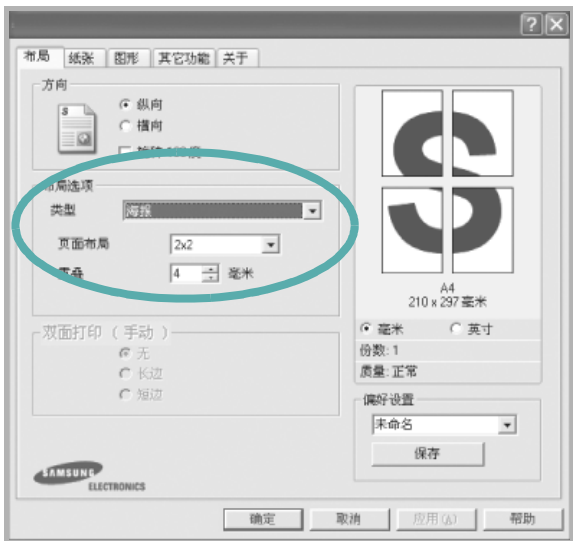 布局 纸张 图形 其它功能 关于
方向
纵向
横向
旋转 180 度
布局选项
类型 海报
页面布局 2x2
重叠 4 毫米
双面打印 ( 手动 )
无
长边
短边
SAMSUNG
ELECTRONICS
S
A4
210 x 297 毫米
毫米 英寸
份数: 1
质量: 正常
偏好设置
未命名
保存
确定 取消 应用(A) 帮助